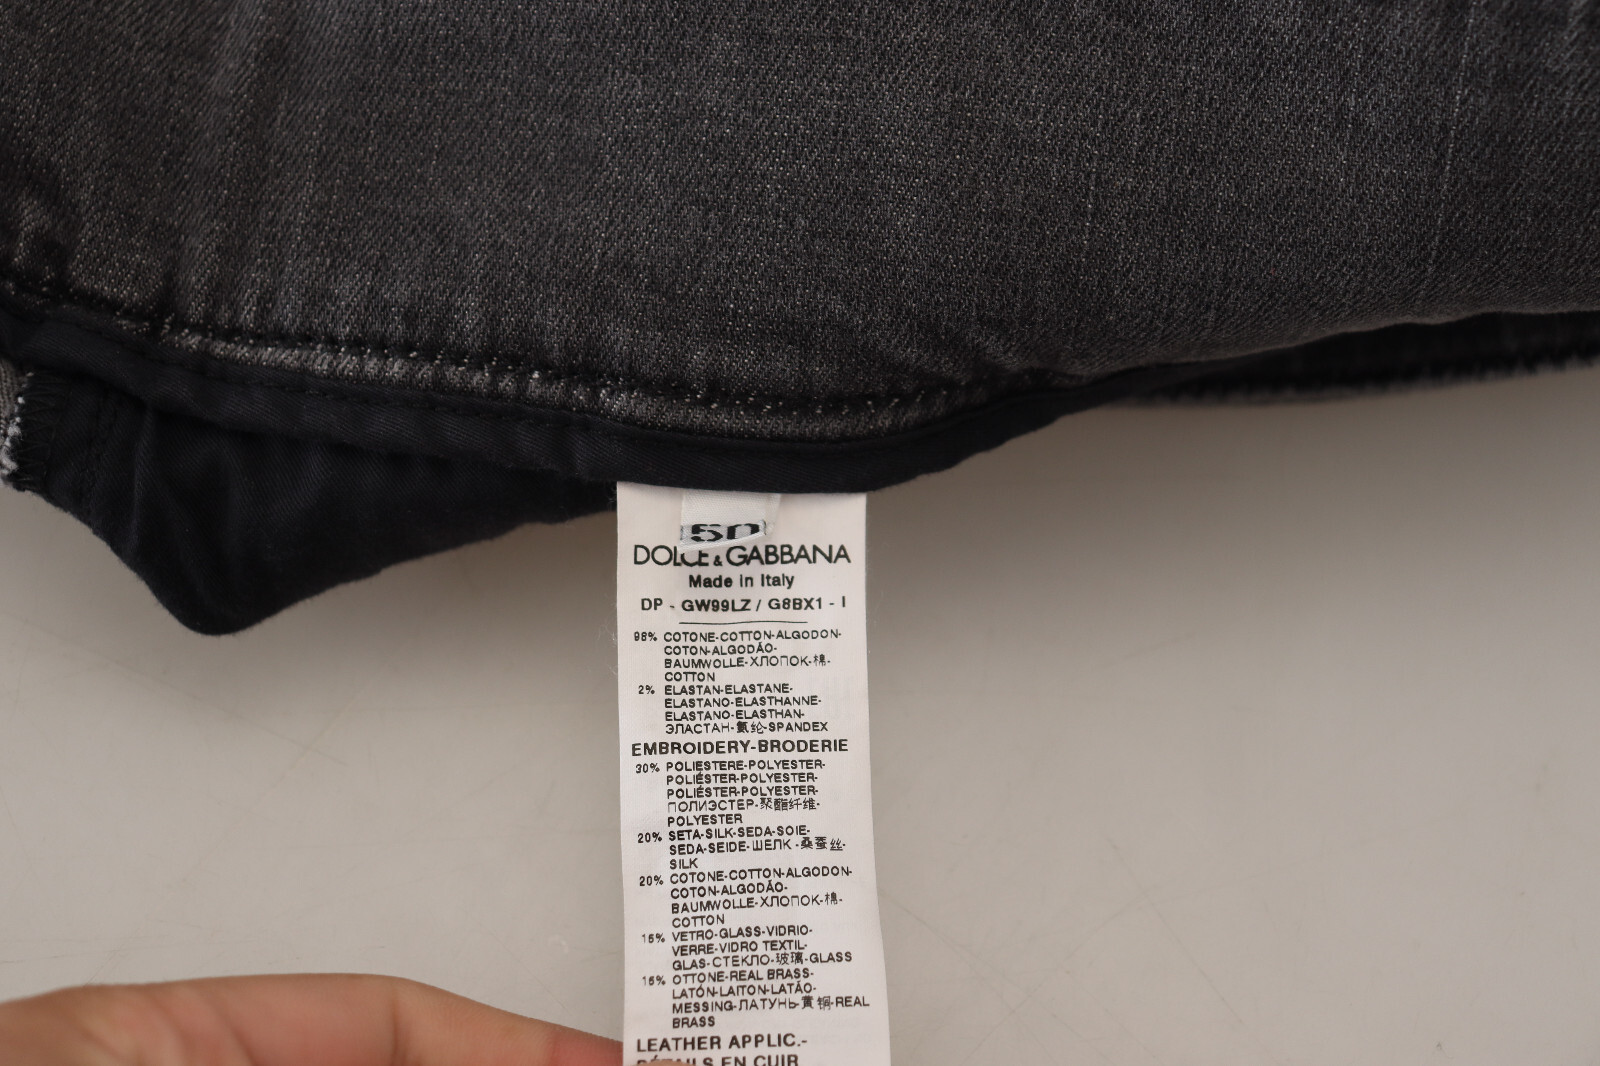 50
DOLCE & GABBANA
Made in Italy
DP - GW99LZ / G8BX1 - I
98% COTONE-COTTON-ALGODON-
COTON-ALGODÃO-
BAUMWOLLE-ХЛОПОК-棉-
COTTON
2% ELASTAN-ELASTANE-
ELASTANO-ELASTHANNE-
ELASTANO-ELASTHAN-
ЭЛАСТАН-氨纶-SPANDEX
EMBROIDERY-BRODERIE
30% POLIESTERE-POLYESTER-
POLIÉSTER-POLYESTER-
POLIÉSTER-POLYESTER-
ПОЛИЭСТЕР-聚酯纤维-
POLYESTER
20% SETA-SILK-SEDA-SOIE-
SEDA-SEIDE-ШЕЛК-桑蚕丝-
SILK
20% COTONE-COTTON-ALGODON-
COTON-ALGODÃO-
BAUMWOLLE-ХЛОПОК-棉-
COTTON
15% VETRO-GLASS-VIDRIO-
VERRE-VIDRO TEXTIL-
GLAS-СТЕКЛО-玻璃-GLASS
15% OTTONE-REAL BRASS-
LATÓN-LAITON-LATÃO-
MESSING-ЛАТУНЬ-黄铜-REAL
BRASS
LEATHER APPLIC.-
DÉTAILS EN CUIR